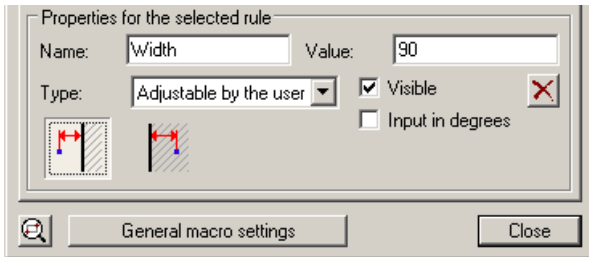 Properties for the selected rule
Name: Width Value: 90
Type: Adjustable by the user Visible
Input in degrees
General macro settings Close